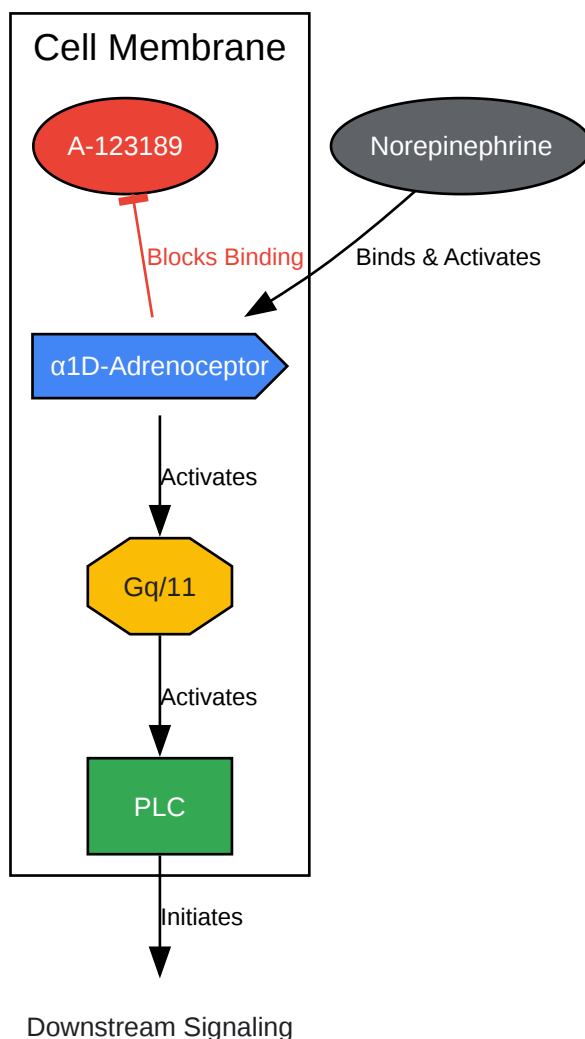 Cell Membrane
A-123189
Norepinephrine
Blocks Binding
Binds & Activates
α1D-Adrenoceptor
Activates
Gq/11
Activates
PLC
Initiates
Downstream Signaling